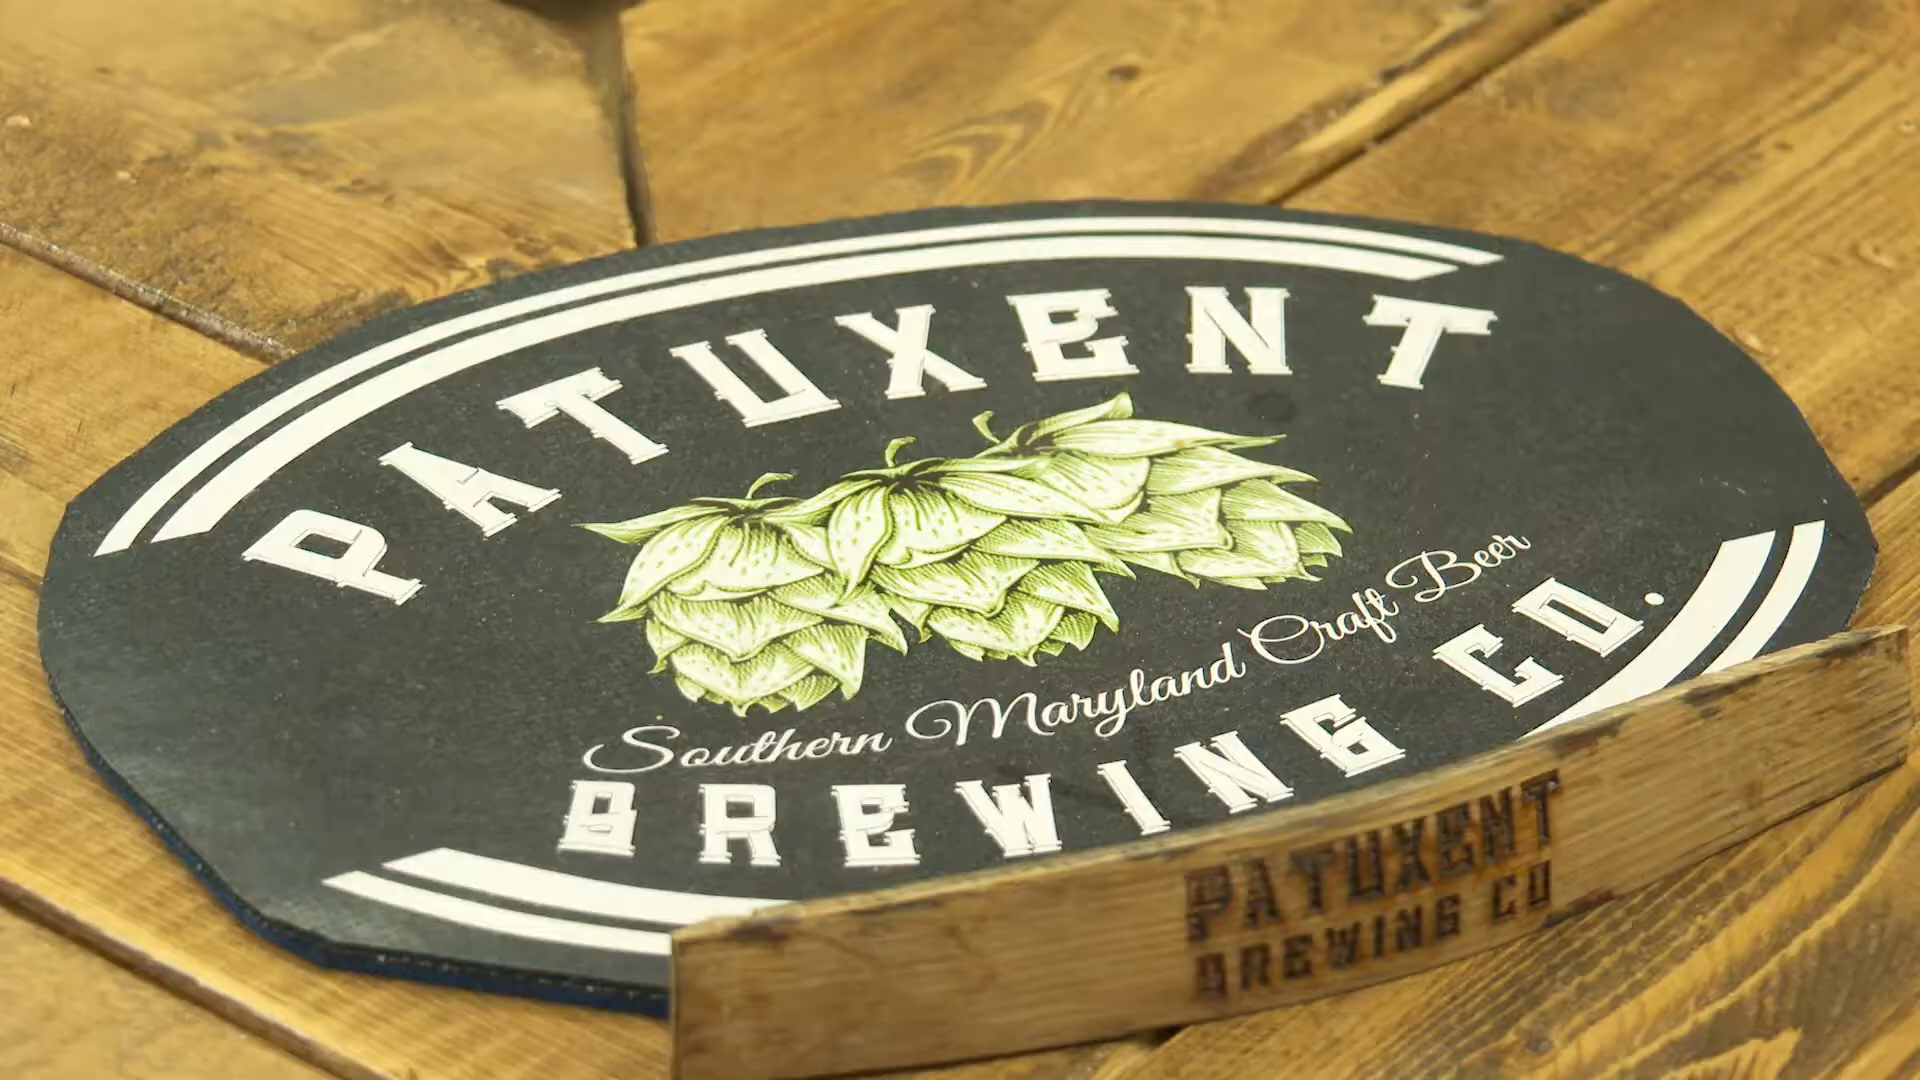 PATUXENT
Southern Maryland Craft Beer
BREWING CO.
PATUXENT
BREWING CO